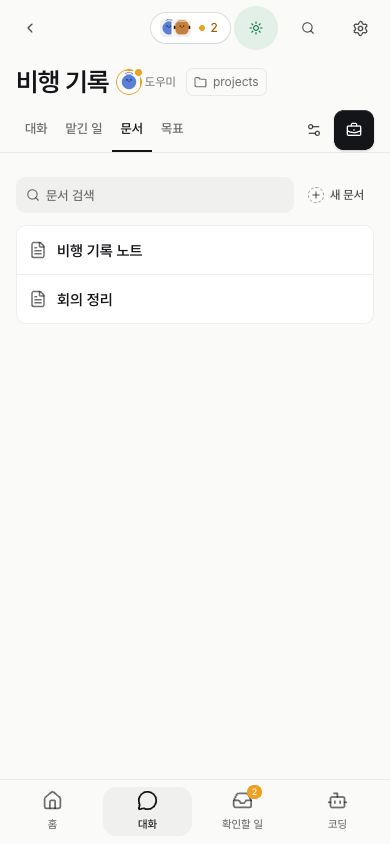 2
비행 기록
도우미
projects
대화
맡긴 일
문서
목표
문서 검색
새 문서
비행 기록 노트
회의 정리
2
홈
대화
확인할 일
코딩